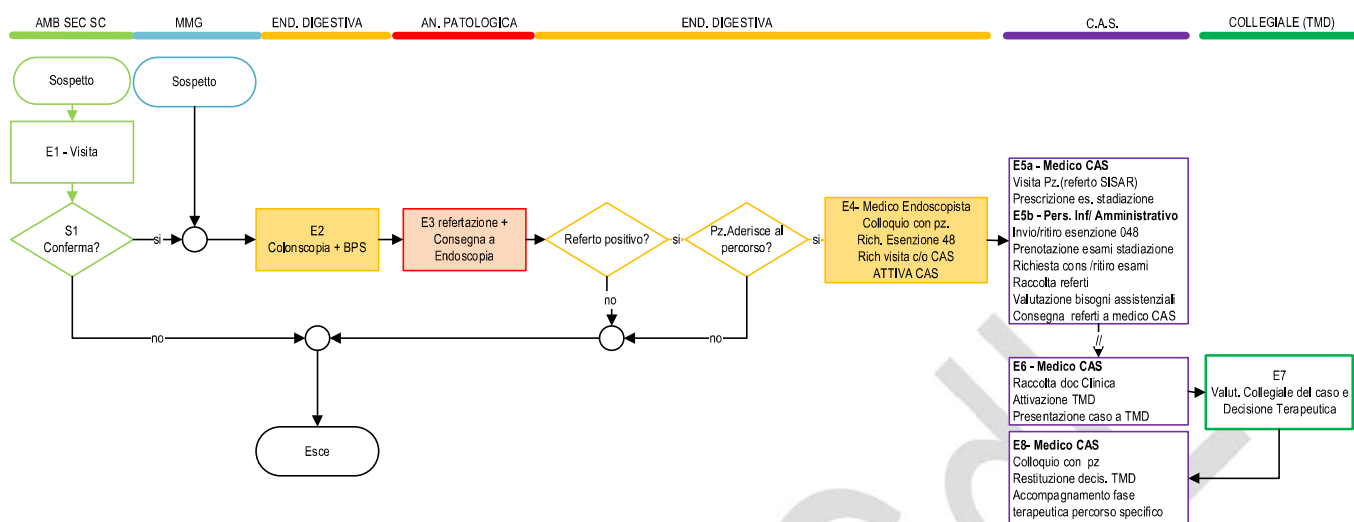 AMB SEC SC
MMG
END. DIGESTIVA
AN. PATOLOGICA
END. DIGESTIVA
C.A.S.
COLLEGIALE (TMD)
Sospetto
Sospetto
E1 - Visita
S1
Conferma?
si
E2
Colonscopia + BPS
E3 refertazione +
Consegna a
Endoscopia
Referto positivo?
si
Pz.Aderisce al
percorso?
si
E4- Medico Endoscopista
Colloquio con pz.
Rich. Esenzione 48
Rich visita c/o CAS
ATTIVA CAS
E5a - Medico CAS
Visita Pz.(referto SISAR)
Prescrizione es. stadiazione
E5b - Pers. Inf/ Amministrativo
Invio/ritiro esenzione 048
Prenotazione esami stadiazione
Richiesta cons /ritiro esami
Raccolta referti
Valutazione bisogni assistenziali
Consegna referti a medico CAS
no
no
no
//
E6 - Medico CAS
Raccolta doc Clinica
Attivazione TMD
Presentazione caso a TMD
E7
Valut. Collegiale del caso e
Decisione Terapeutica
Esce
E8- Medico CAS
Colloquio con pz
Restituzione decis. TMD
Accompagnamento fase
terapeutica percorso specifico